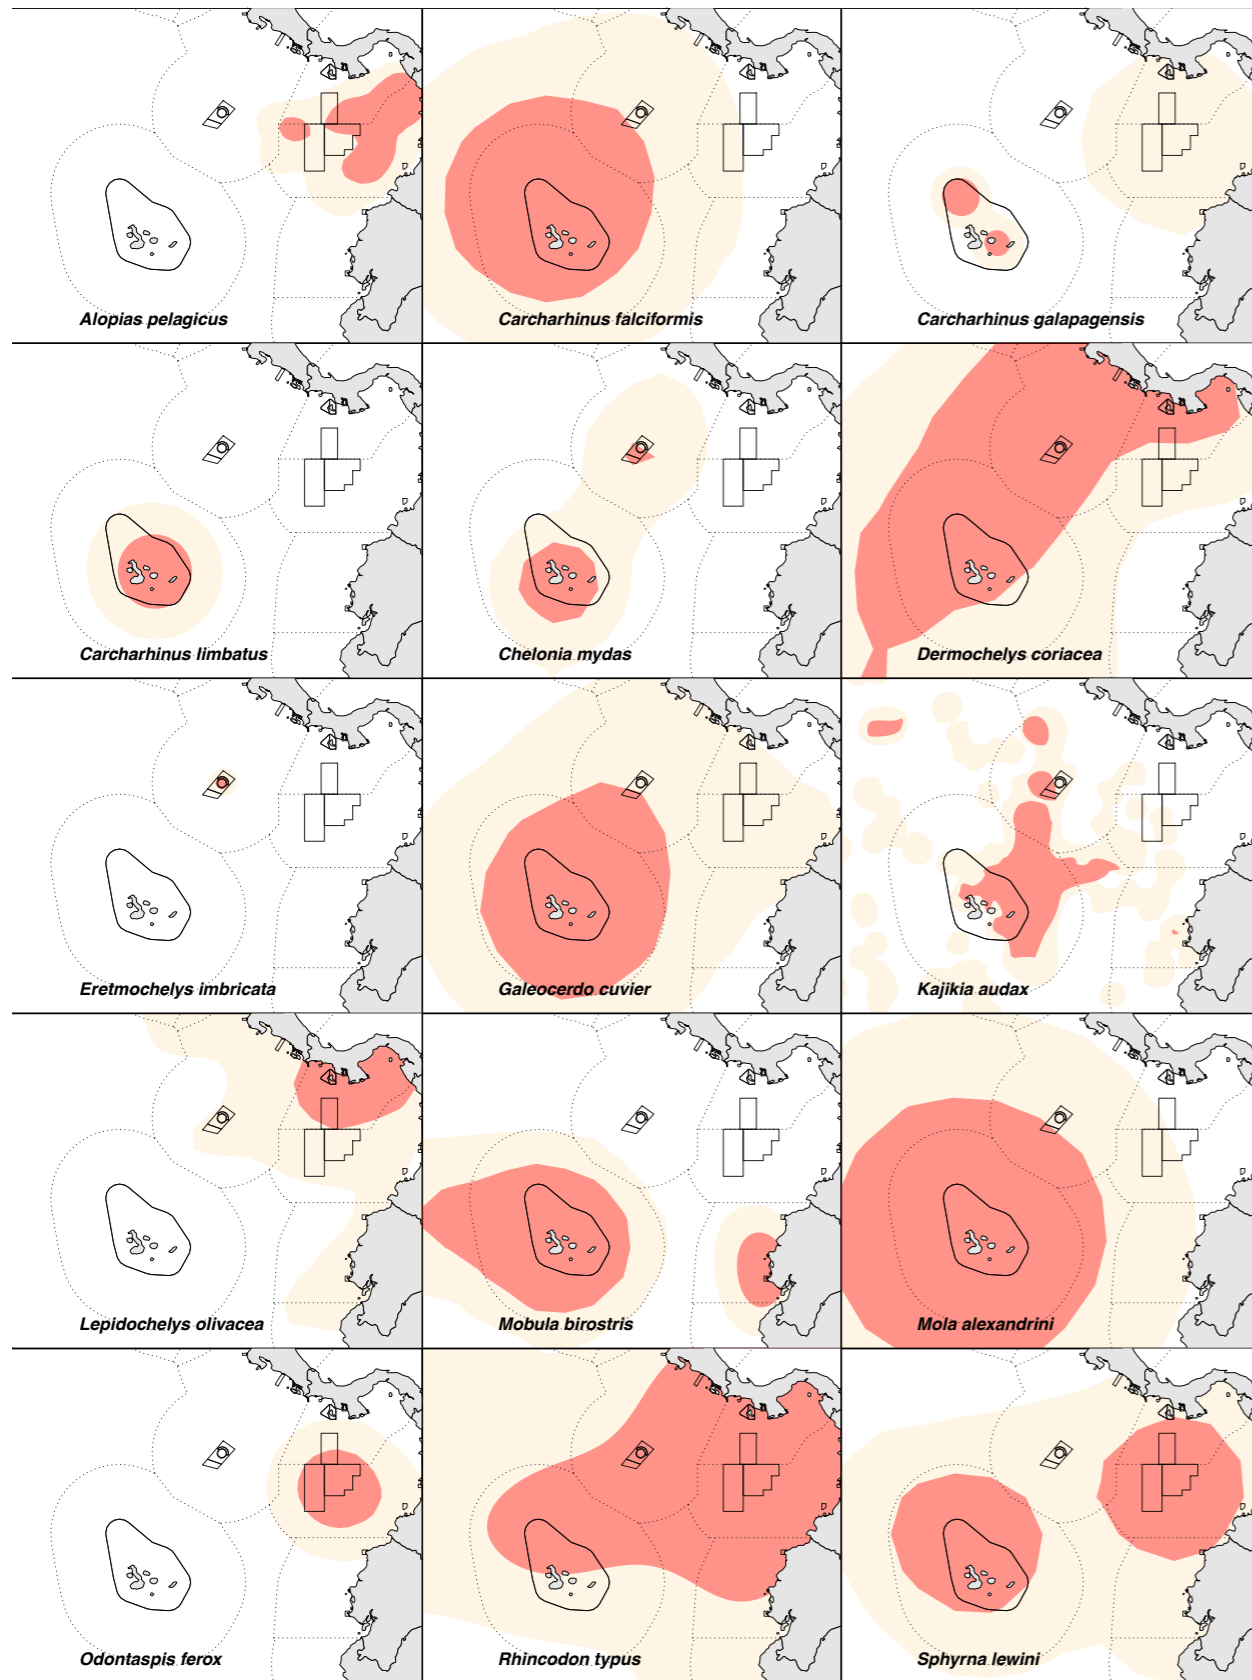 Alopias pelagicus
Carcharhinus falciformis
Carcharhinus galapagensis
Carcharhinus limbatus
Chelonia mydas
Dermochelys coriacea
Eretmochelys imbricata
Galeocerdo cuvier
Kajikia audax
Lepidochelys olivacea
Mobula birostris
Mola alexandrini
Odontaspis ferox
Rhincodon typus
Sphyrna lewini